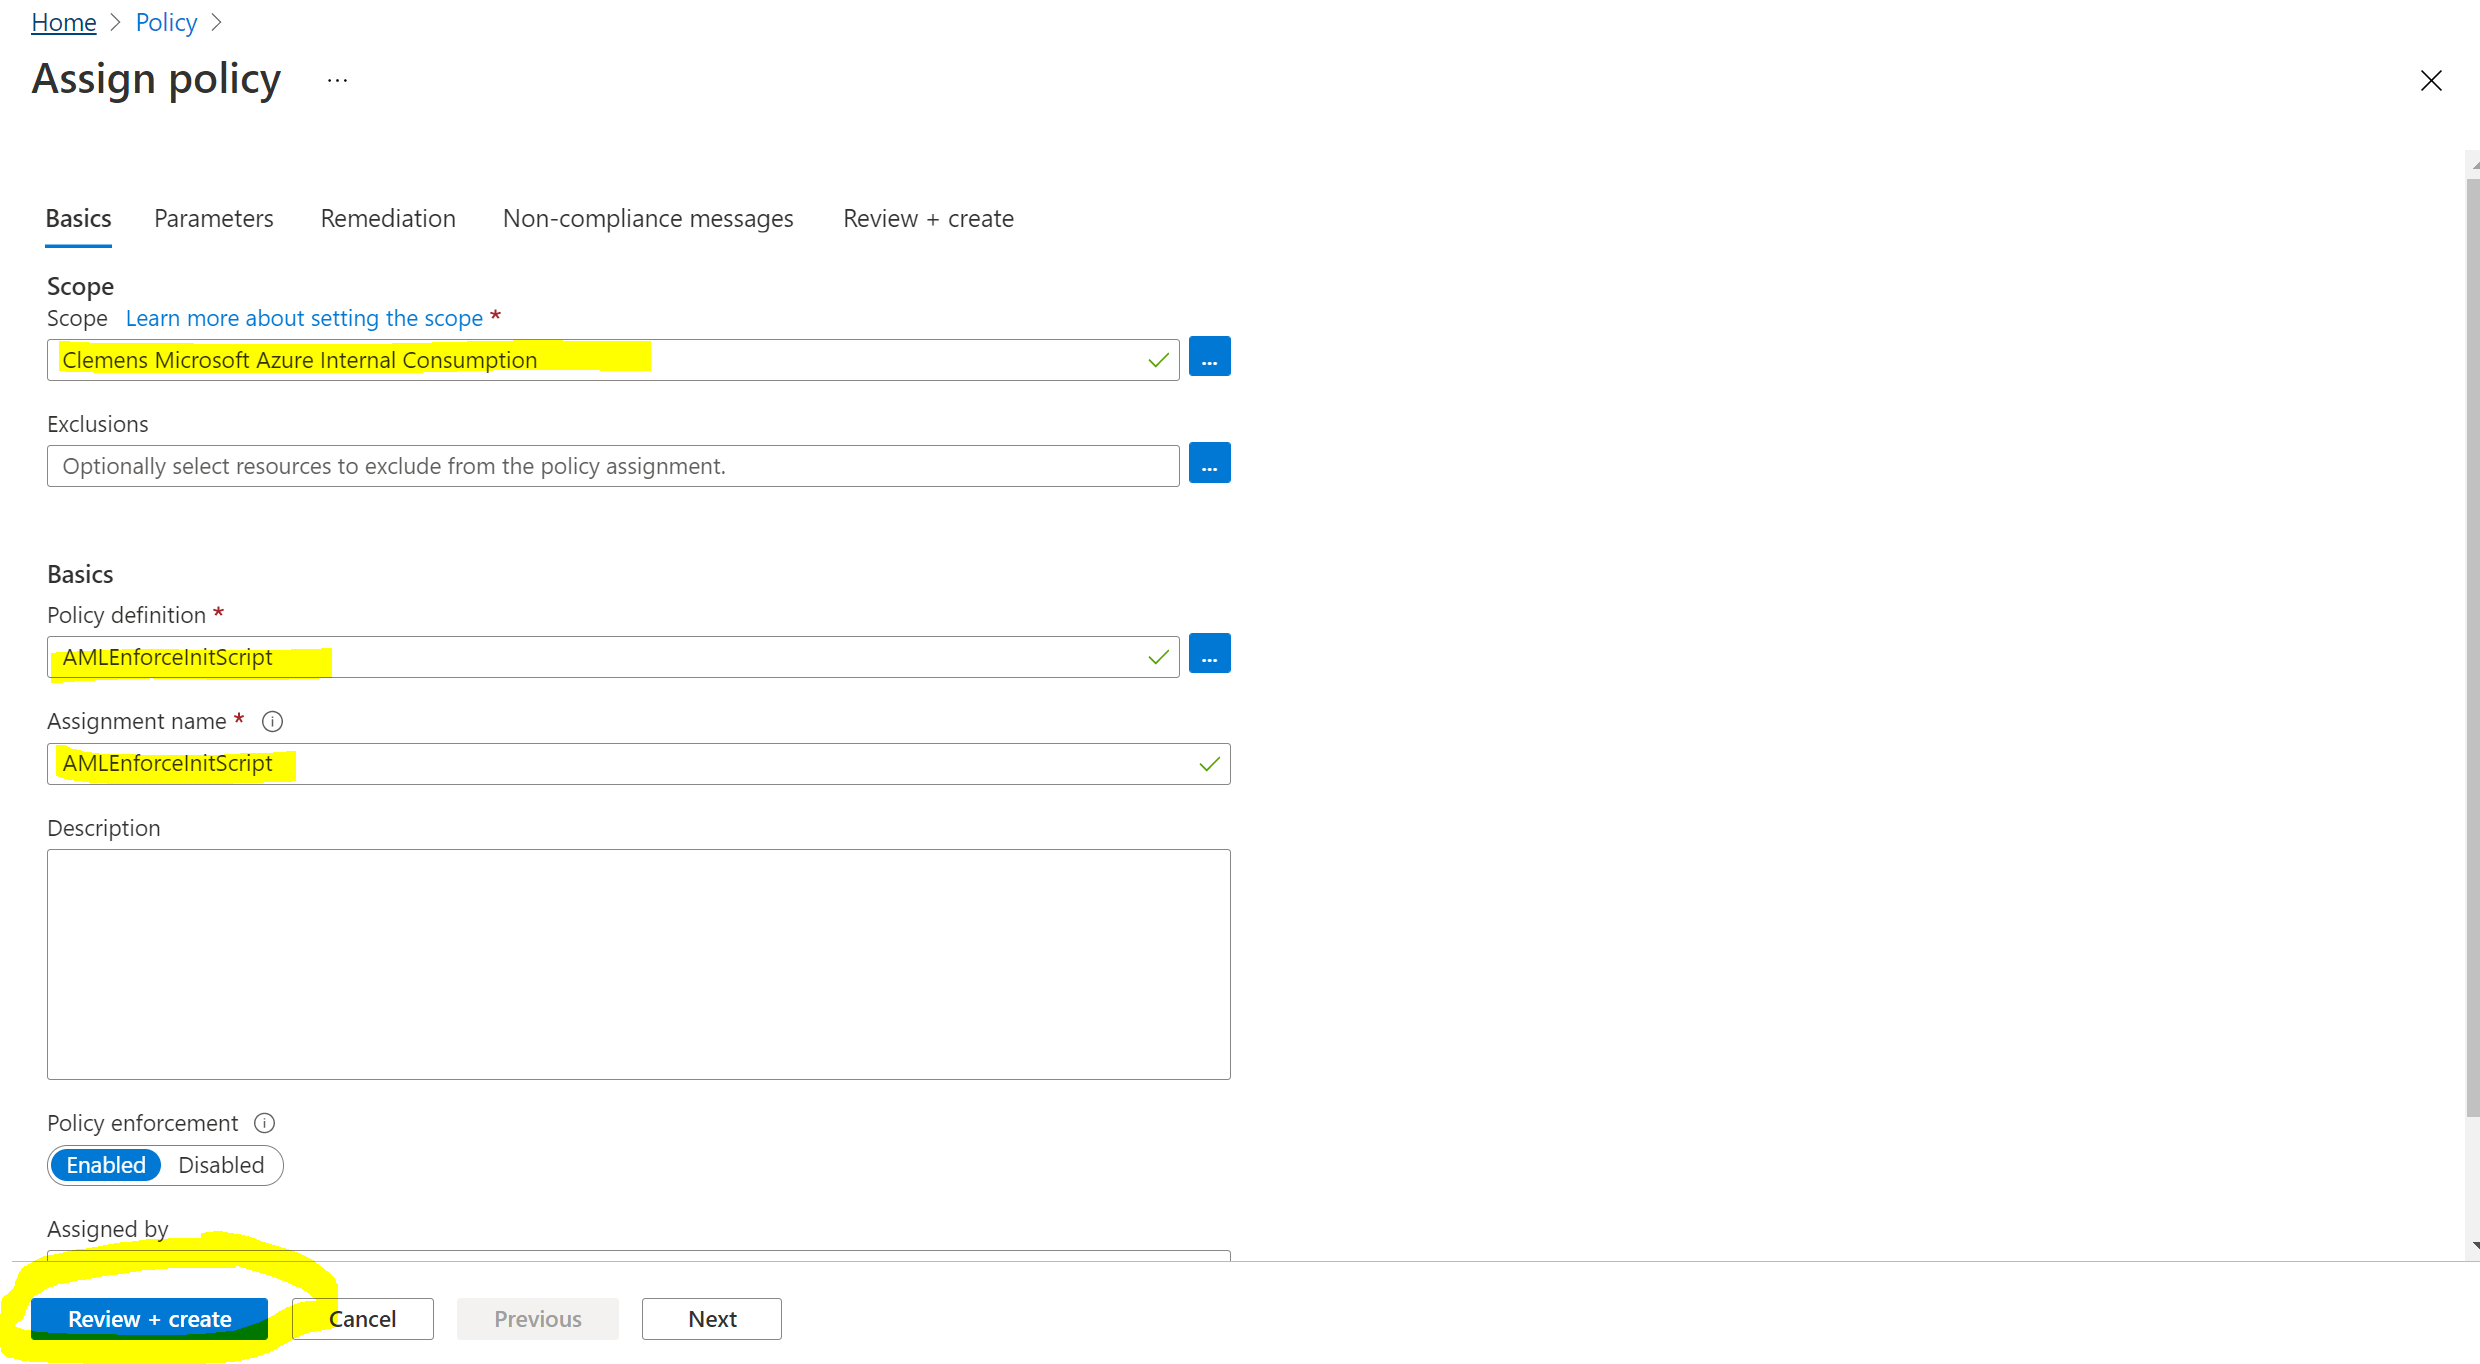 Home > Policy >
Assign policy ...
Basics Parameters Remediation Non-compliance messages Review + create
Scope
Scope Learn more about setting the scope *
Clemens Microsoft Azure Internal Consumption ...
Exclusions
Optionally select resources to exclude from the policy assignment. ...
Basics
Policy definition *
AMLEnforceInitScript ...
Assignment name *
AMLEnforceInitScript
Description
Policy enforcement
Enabled Disabled
Assigned by
Review + create Cancel Previous Next